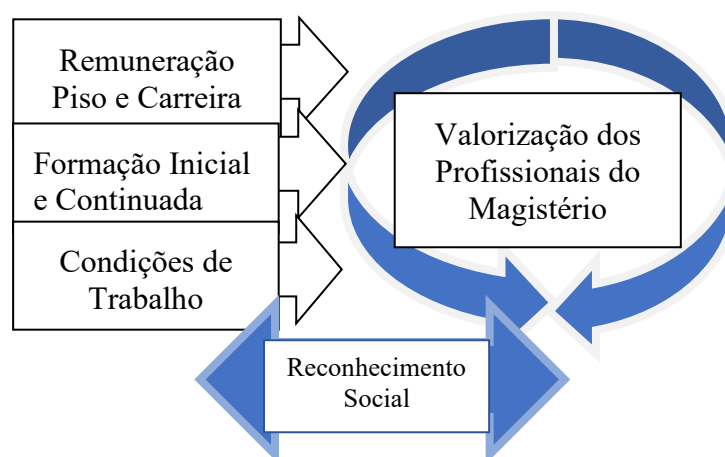 Remuneração
Piso e Carreira
Formação Inicial
e Continuada
Condições de
Trabalho
Valorização dos
Profissionais do
Magistério
Reconhecimento
Social